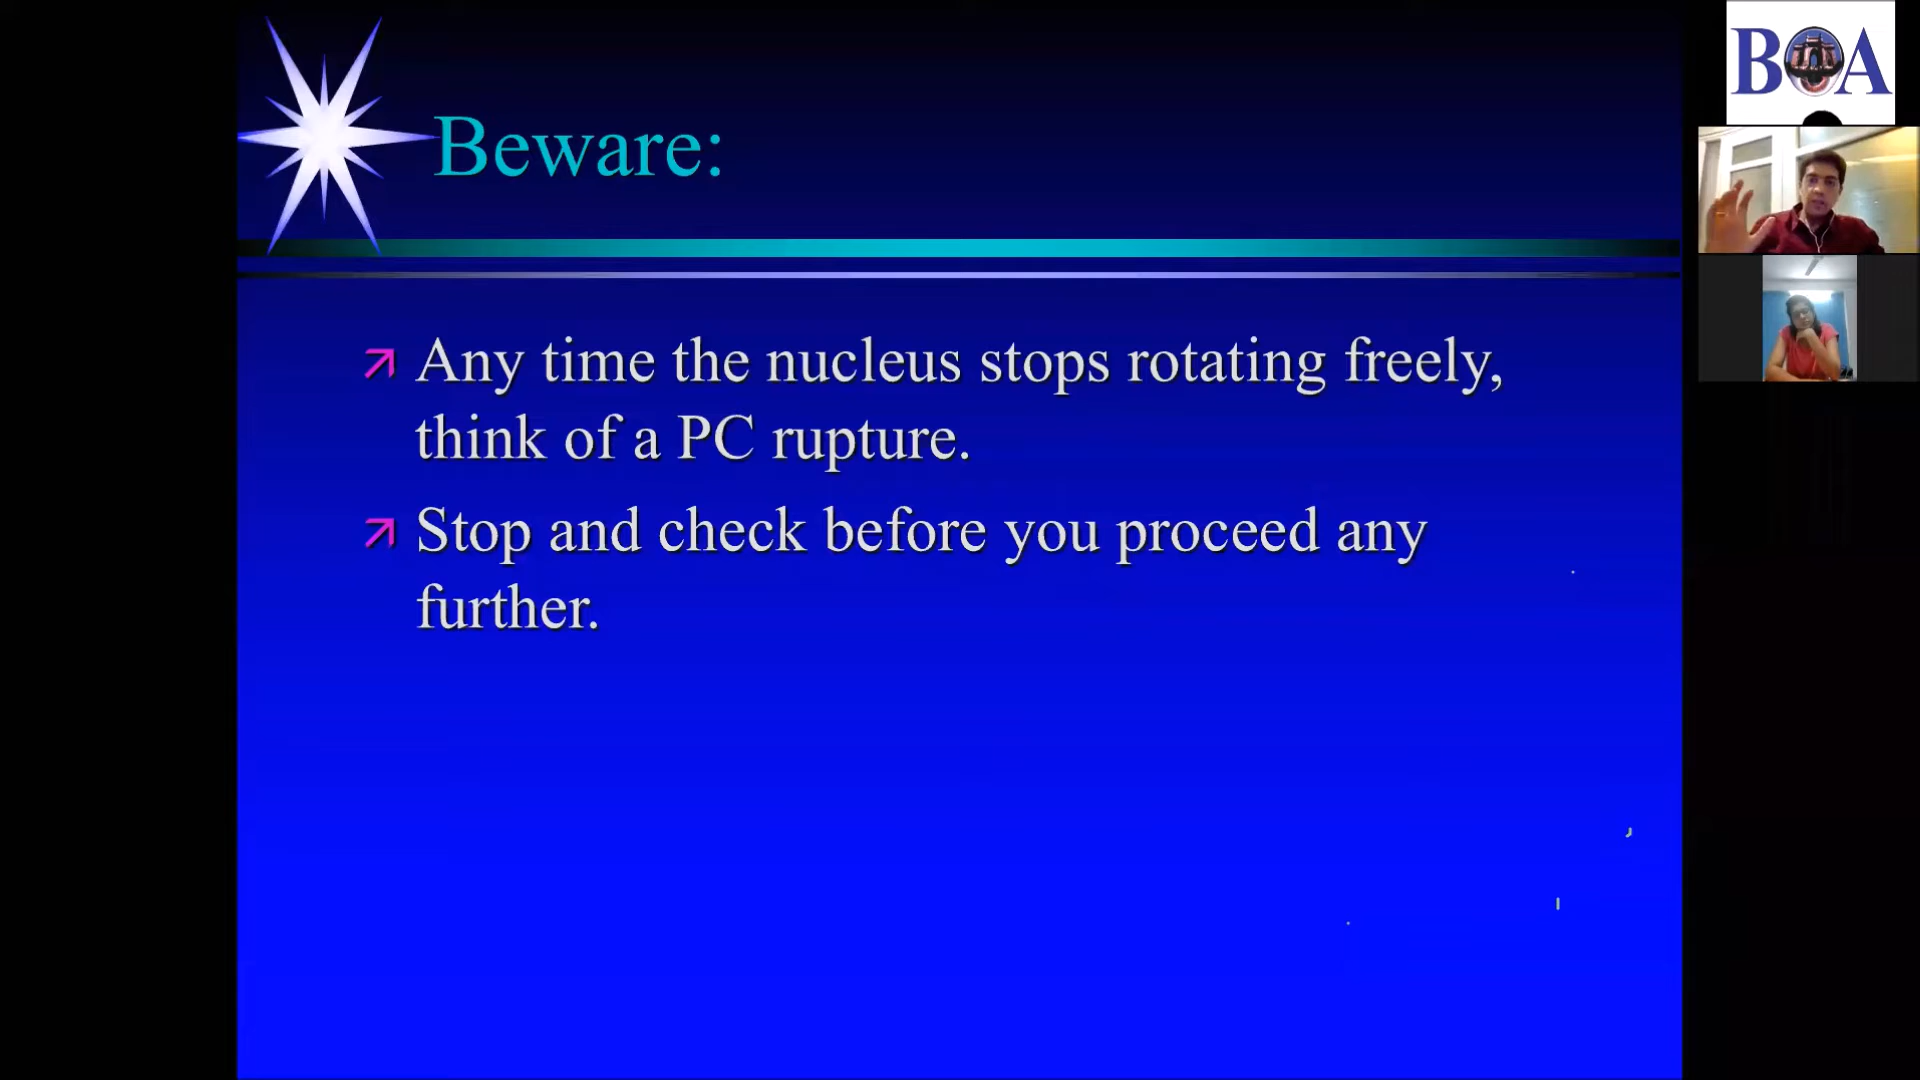 Beware:
Any time the nucleus stops rotating freely,
think of a PC rupture.
Stop and check before you proceed any
further.
BOA